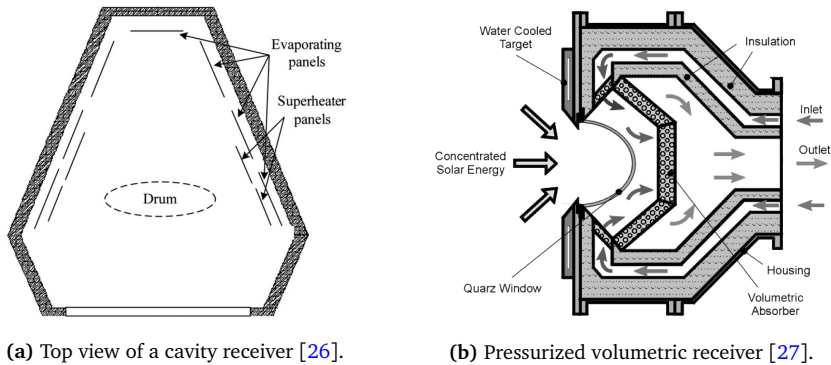 Evaporating
panels
Superheater
panels
Drum
(a) Top view of a cavity receiver [26].
Water Cooled
Target
Insulation
Inlet
Outlet
Concentrated
Solar Energy
Quarz Window
Housing
Volumetric
Absorber
(b) Pressurized volumetric receiver [27].